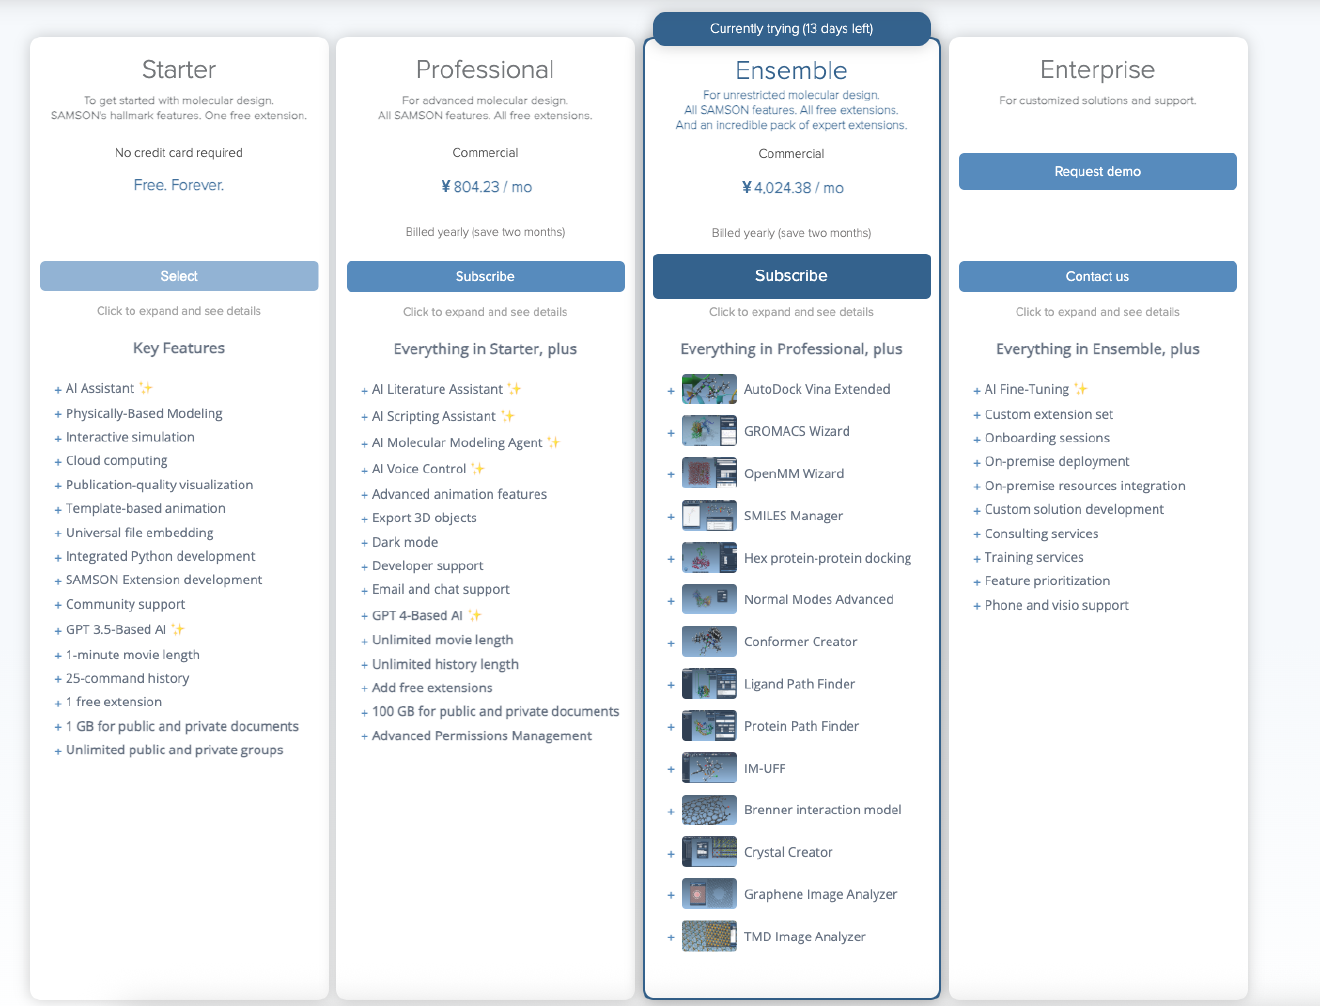 Currently trying (13 days left)
Starter
To get started with molecular design.
SAMSON's hallmark features. One free extension.
No credit card required
Free. Forever.
Select
Click to expand and see details
Key Features
+ AI Assistant ✨
+ Physically-Based Modeling
+ Interactive simulation
+ Cloud computing
+ Publication-quality visualization
+ Template-based animation
+ Universal file embedding
+ Integrated Python development
+ SAMSON Extension development
+ Community support
+ GPT 3.5-Based AI ✨
+ 1-minute movie length
+ 25-command history
+ 1 free extension
+ 1 GB for public and private documents
+ Unlimited public and private groups
Professional
For advanced molecular design.
All SAMSON features. All free extensions.
Commercial
¥ 804.23 / mo
Billed yearly (save two months)
Subscribe
Click to expand and see details
Everything in Starter, plus
+ AI Literature Assistant ✨
+ AI Scripting Assistant ✨
+ AI Molecular Modeling Agent ✨
+ AI Voice Control ✨
+ Advanced animation features
+ Export 3D objects
+ Dark mode
+ Developer support
+ Email and chat support
+ GPT 4-Based AI ✨
+ Unlimited movie length
+ Unlimited history length
+ Add free extensions
+ 100 GB for public and private documents
+ Advanced Permissions Management
Ensemble
For unrestricted molecular design.
All SAMSON features. All free extensions.
And an incredible pack of expert extensions.
Commercial
¥ 4,024.38 / mo
Billed yearly (save two months)
Subscribe
Click to expand and see details
Everything in Professional, plus
+ AutoDock Vina Extended
+ GROMACS Wizard
+ OpenMM Wizard
+ SMILES Manager
+ Hex protein-protein docking
+ Normal Modes Advanced
+ Conformer Creator
+ Ligand Path Finder
+ Protein Path Finder
+ IM-UFF
+ Brenner interaction model
+ Crystal Creator
+ Graphene Image Analyzer
+ TMD Image Analyzer
Enterprise
For customized solutions and support.
Request demo
Contact us
Click to expand and see details
Everything in Ensemble, plus
+ AI Fine-Tuning ✨
+ Custom extension set
+ Onboarding sessions
+ On-premise deployment
+ On-premise resources integration
+ Custom solution development
+ Consulting services
+ Training services
+ Feature prioritization
+ Phone and visio support